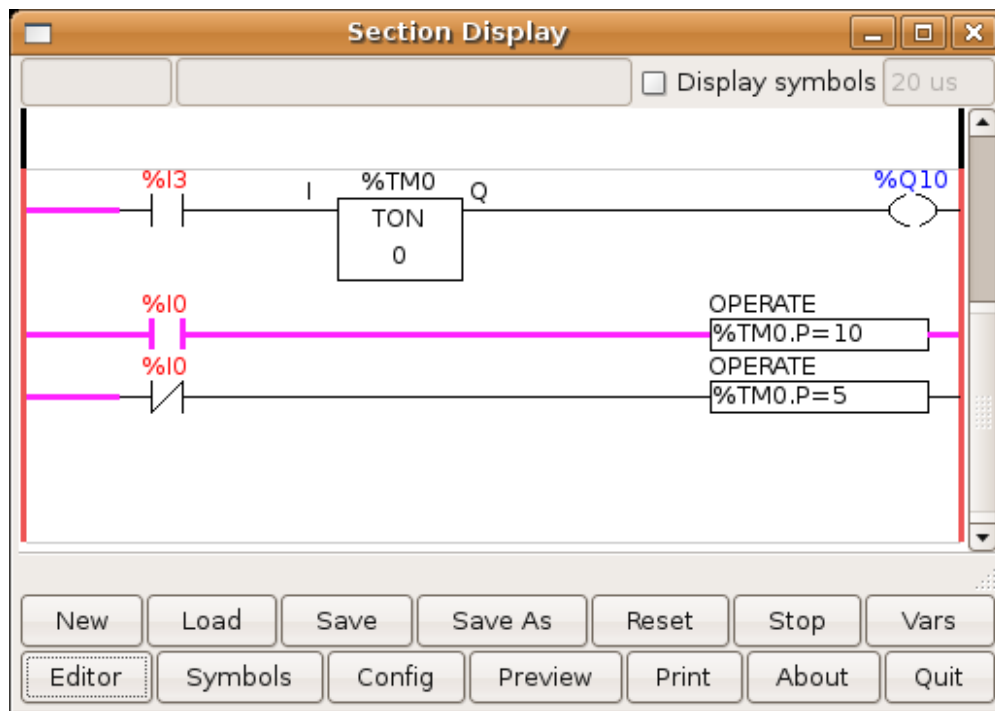 Section Display
Display symbols 20 us
%I3 I %TM0 Q %Q10
TON
0
%I0 OPERATE
%TM0.P=10
%I0 OPERATE
%TM0.P=5
New Load Save Save As Reset Stop Vars
Editor Symbols Config Preview Print About Quit